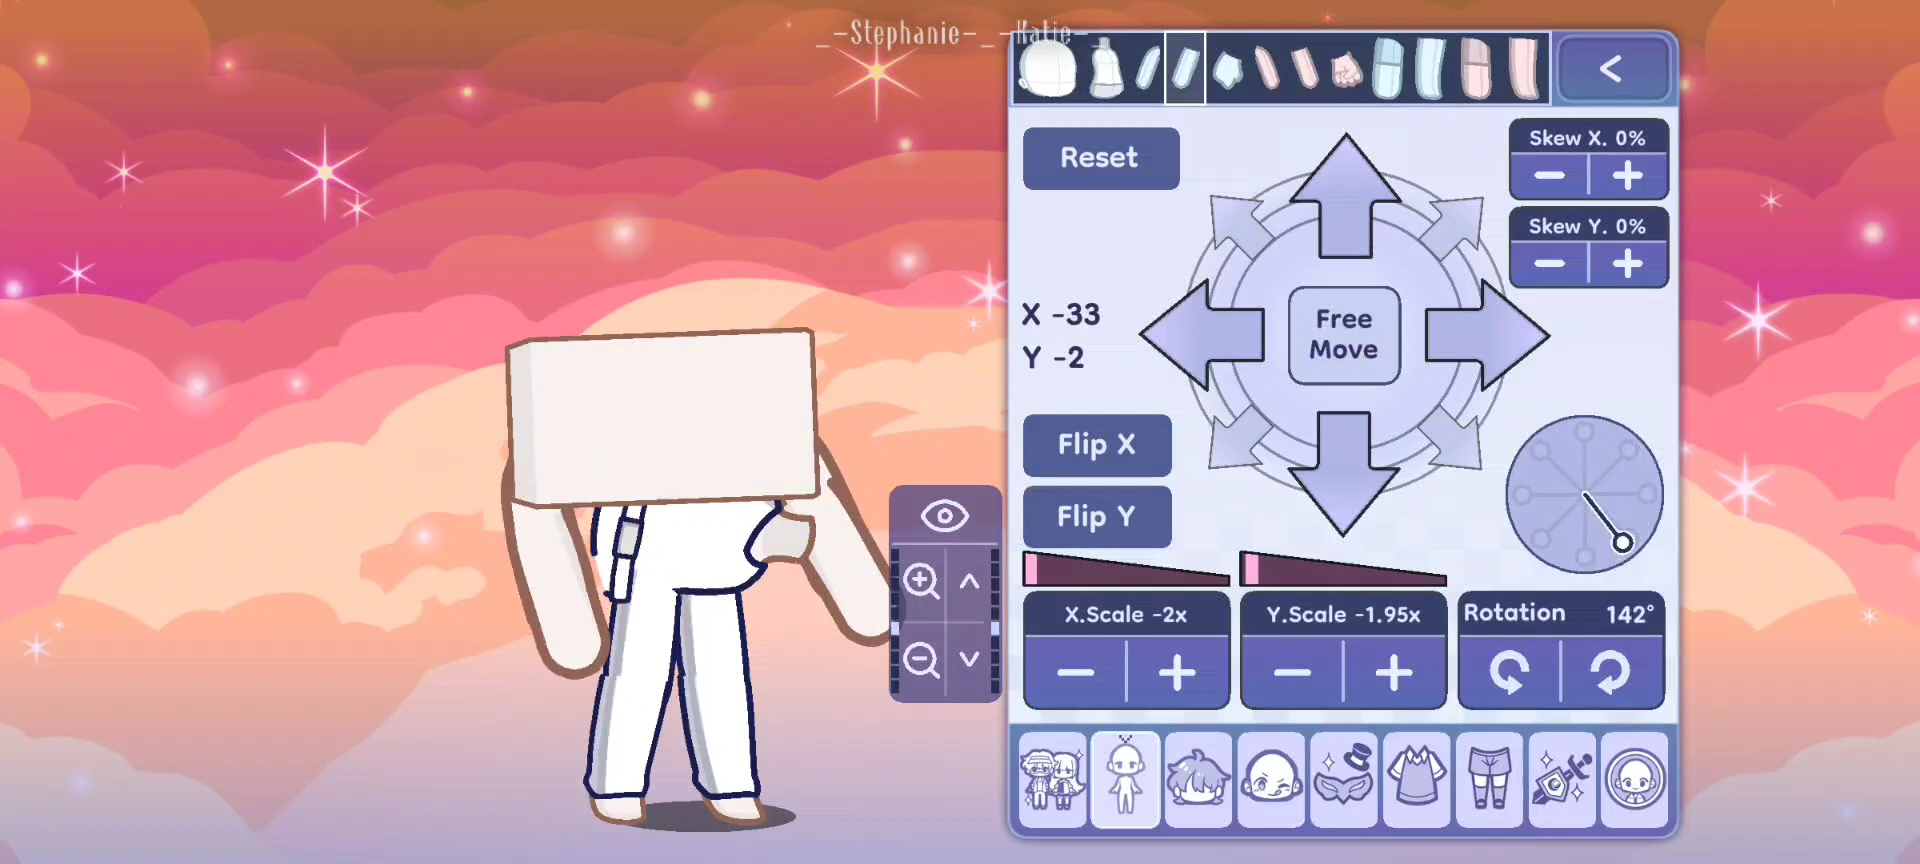 _-Stephanie-_ -Katie-_
<
Reset
Skew X. 0%
Skew Y. 0%
X -33
Y -2
Free
Move
Flip X
Flip Y
X.Scale -2x
Y.Scale -1.95x
Rotation 142°